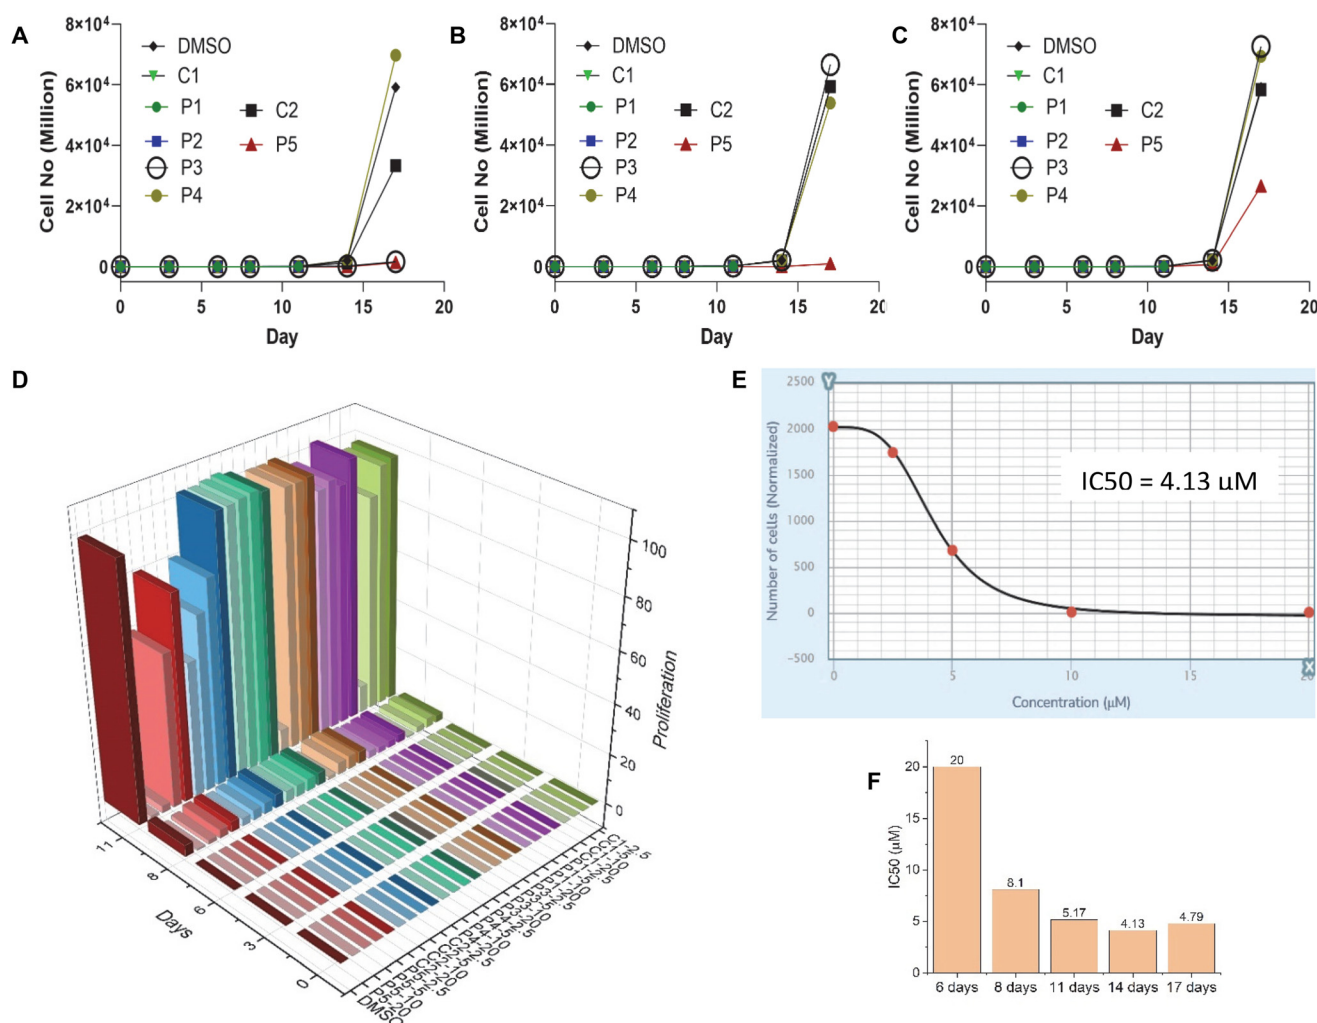 A
8×10⁴
6×10⁴
4×10⁴
2×10⁴
0
Cell No (Million)
DMSO
C1
P1
P2
P3
P4
C2
P5
0 5 10 15 20
Day
B
8×10⁴
6×10⁴
4×10⁴
2×10⁴
0
Cell No (Million)
DMSO
C1
P1
P2
P3
P4
C2
P5
0 5 10 15 20
Day
C
8×10⁴
6×10⁴
4×10⁴
2×10⁴
0
Cell No (Million)
DMSO
C1
P1
P2
P3
P4
C2
P5
0 5 10 15 20
Day
D
100
80
60
40
20
0
Proliferation
11
8
6
3
0
Days
DMSO
E
Y
2500
2000
1500
1000
500
0
−500
Number of cells (Normalized)
IC50 = 4.13 µM
X
0 5 10 15 20
Concentration (µM)
F
20
15
10
5
0
IC50 (µM)
20
8.1
5.17
4.13
4.79
6 days 8 days 11 days 14 days 17 days